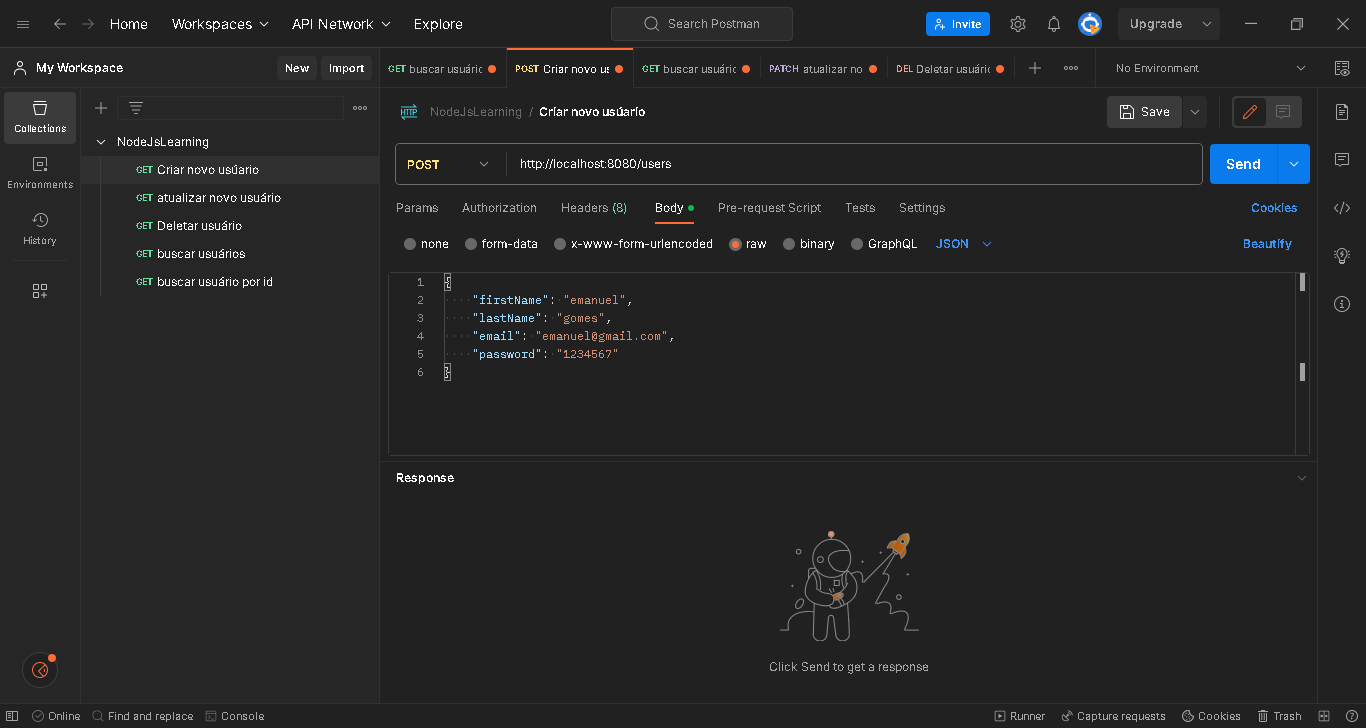 Home Workspaces API Network Explore Search Postman Invite Upgrade
My Workspace New Import
GET buscar usuário POST Criar novo us GET buscar usuário PATCH atualizar no DEL Deletar usuário No Environment
Collections
Environments
History
NodeJsLearning
GET Criar novo usúario
GET atualizar novo usuário
GET Deletar usuário
GET buscar usuários
GET buscar usuário por id
HTTP NodeJsLearning / Criar novo usúario Save
POST http://localhost:8080/users Send
Params Authorization Headers (8) Body Pre-request Script Tests Settings Cookies
none form-data x-www-form-urlencoded raw binary GraphQL JSON Beautify
1 {
2 "firstName": "emanuel",
3 "lastName": "gomes",
4 "email": "emanuel@gmail.com",
5 "password": "1234567"
6 }
Response
Click Send to get a response
Online Find and replace Console Runner Capture requests Cookies Trash